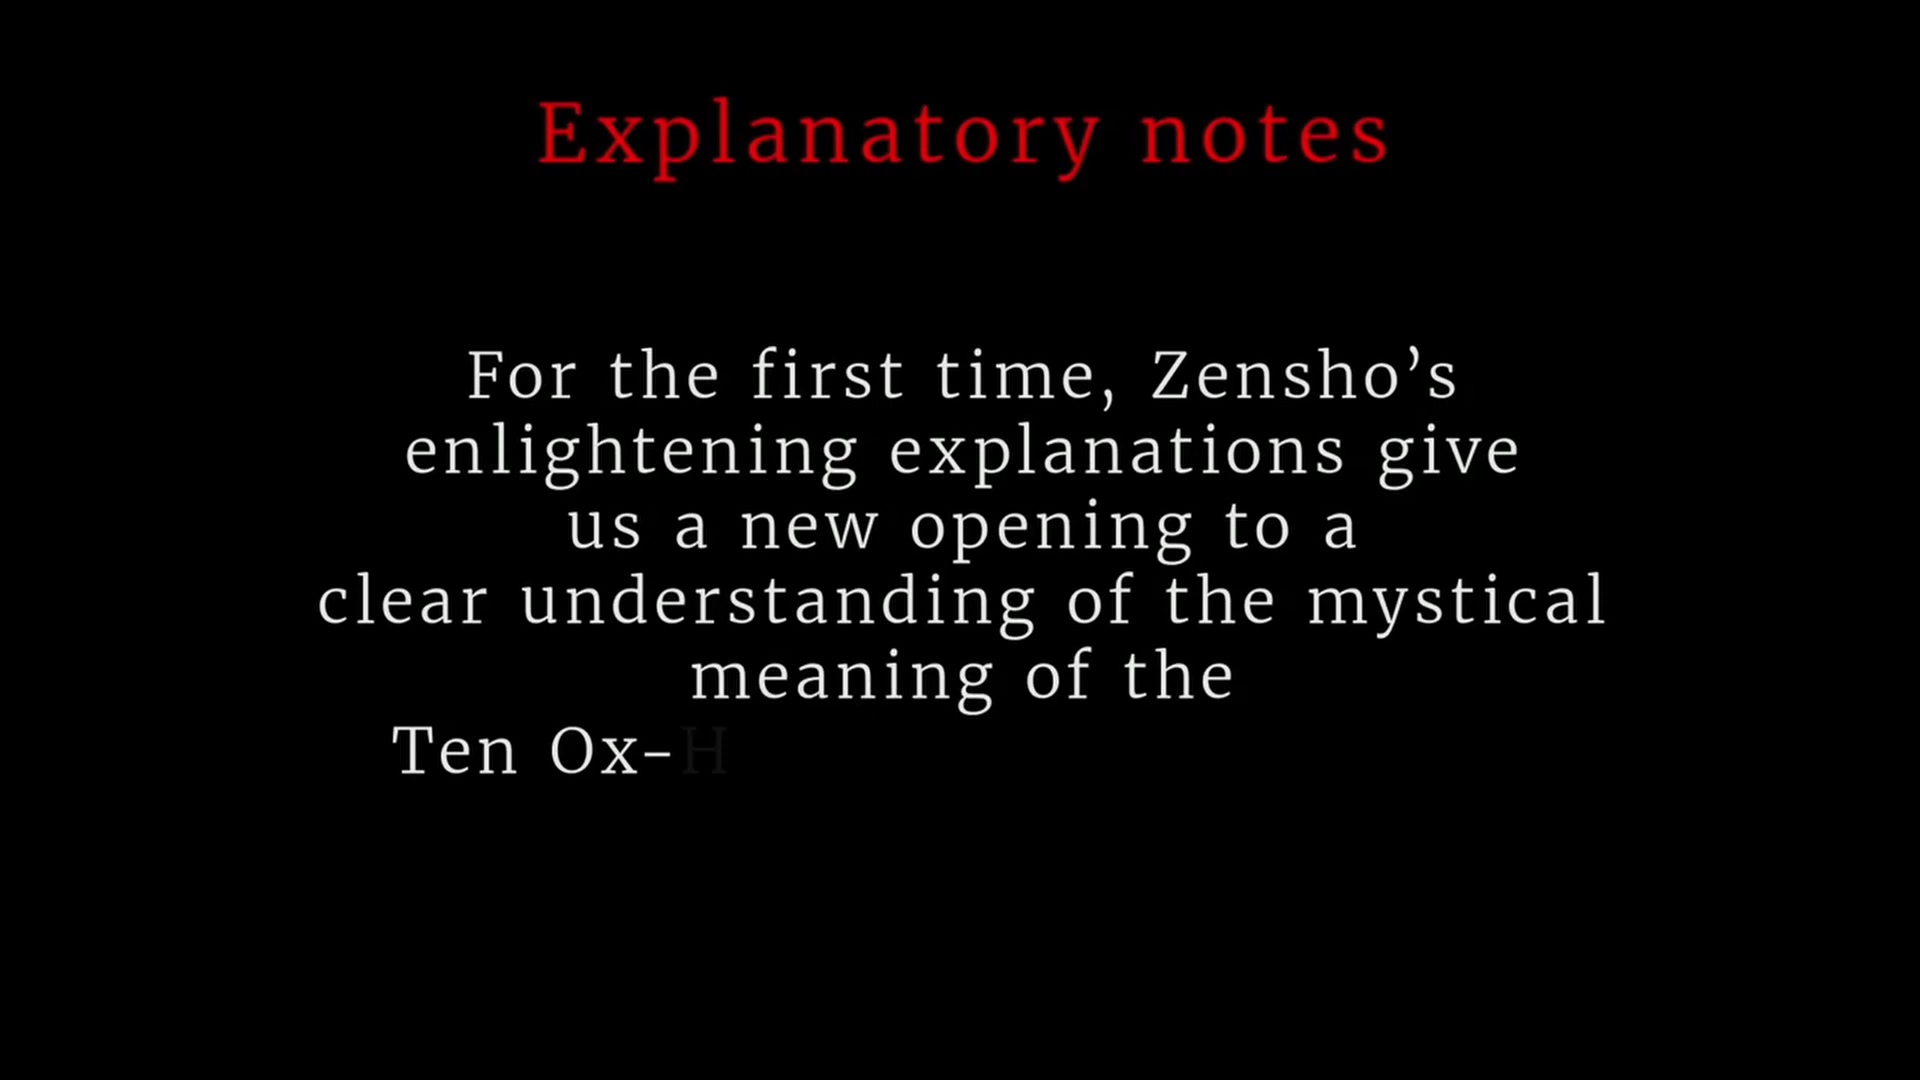 Explanatory notes
For the first time, Zensho’s
enlightening explanations give
us a new opening to a
clear understanding of the mystical
meaning of the
Ten Ox–H